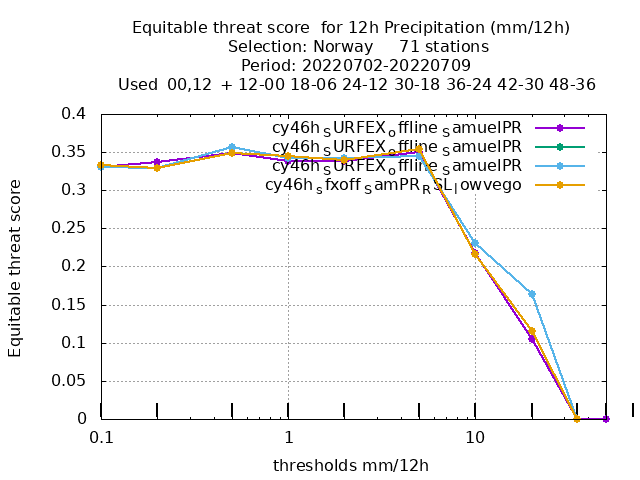 Equitable threat score  for 12h Precipitation (mm/12h)
Selection: Norway     71 stations
Period: 20220702-20220709
Used  00,12  + 12-00 18-06 24-12 30-18 36-24 42-30 48-36
0.4
0.35
0.3
0.25
0.2
0.15
0.1
0.05
0
cy46h_SURFEX_offline_SamuelPR
cy46h_SURFEX_offline_SamuelPR
cy46h_SURFEX_offline_SamuelPR
cy46h_sfxoff_SamPR_RSL_lowvego
Equitable threat score
0.1
1
10
thresholds mm/12h